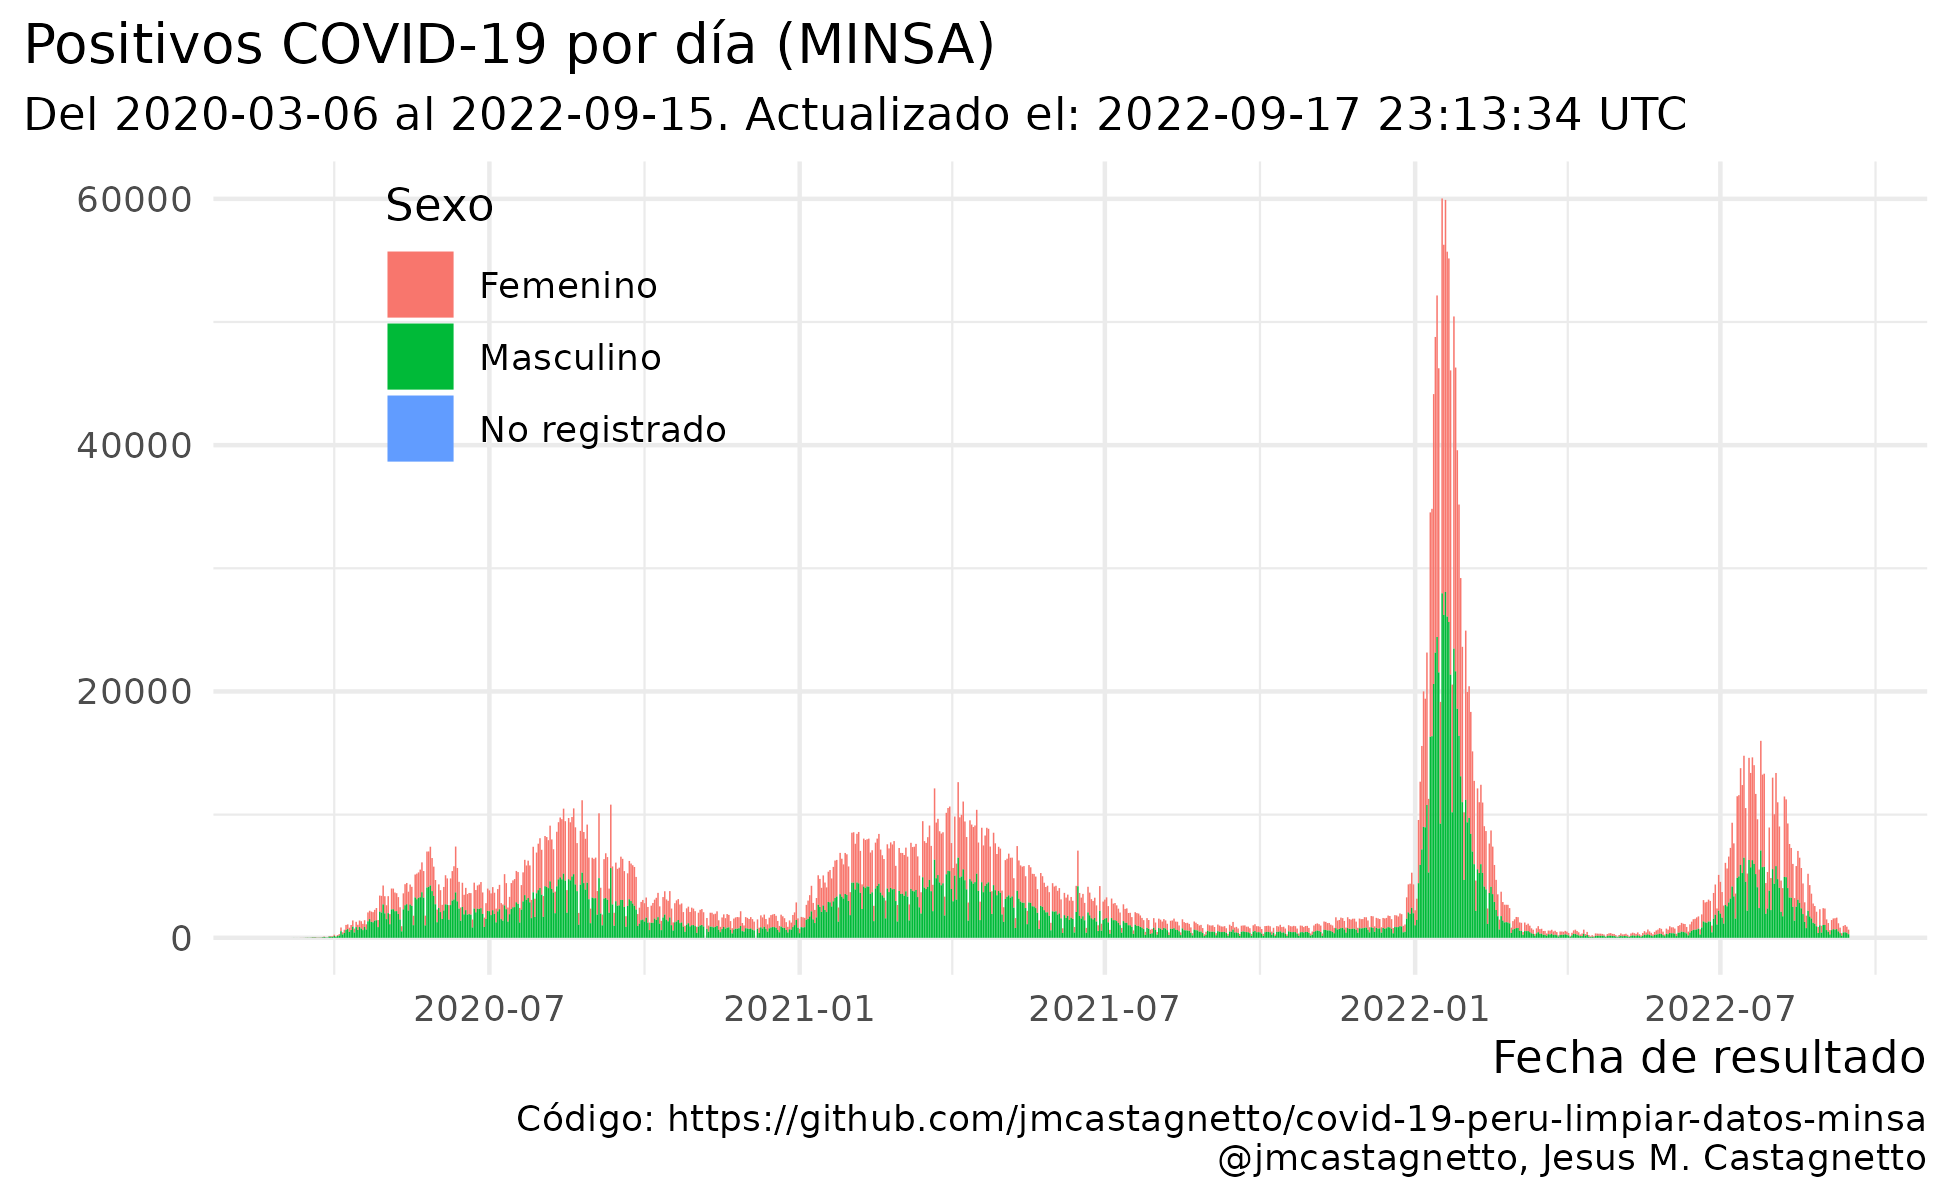 Positivos COVID-19 por día (MINSA)
Del 2020-03-06 al 2022-09-15. Actualizado el: 2022-09-17 23:13:34 UTC
60000
40000
20000
0
Sexo
Femenino
Masculino
No registrado
2020-07 2021-01 2021-07 2022-01 2022-07
Fecha de resultado
Código: https://github.com/jmcastagnetto/covid-19-peru-limpiar-datos-minsa
@jmcastagnetto, Jesus M. Castagnetto